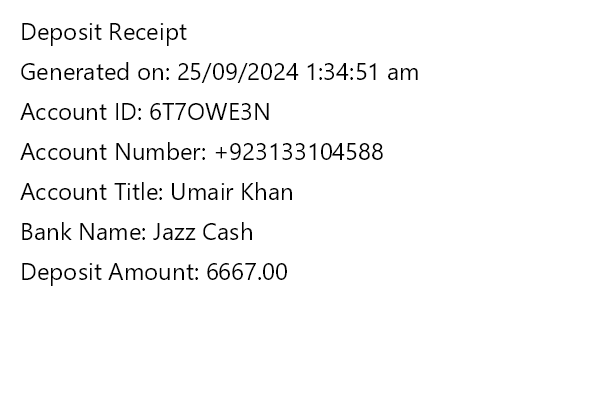 Deposit Receipt
Generated on: 25/09/2024 1:34:51 am
Account ID: 6T7OWE3N
Account Number: +923133104588
Account Title: Umair Khan
Bank Name: Jazz Cash
Deposit Amount: 6667.00